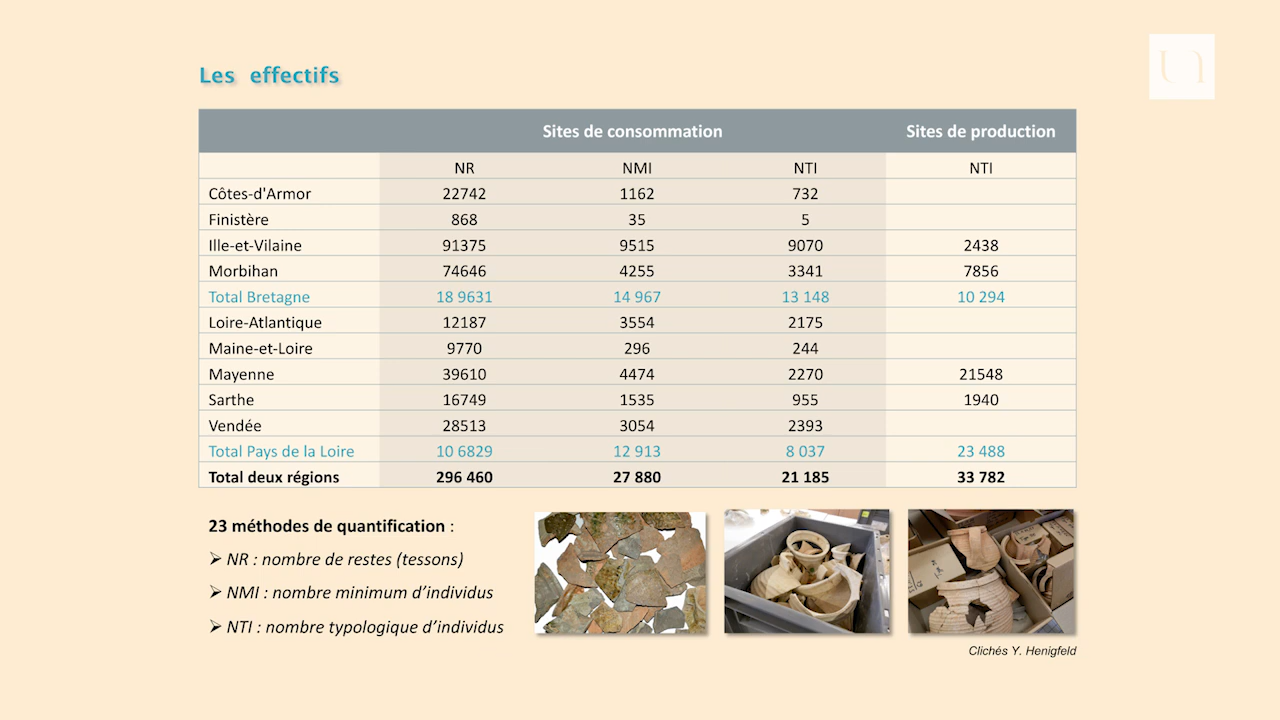 Les effectifs
Sites de consommation Sites de production
NR NMI NTI NTI
Côtes-d'Armor 22742 1162 732
Finistère 868 35 5
Ille-et-Vilaine 91375 9515 9070 2438
Morbihan 74646 4255 3341 7856
Total Bretagne 18 9631 14 967 13 148 10 294
Loire-Atlantique 12187 3554 2175
Maine-et-Loire 9770 296 244
Mayenne 39610 4474 2270 21548
Sarthe 16749 1535 955 1940
Vendée 28513 3054 2393
Total Pays de la Loire 10 6829 12 913 8 037 23 488
Total deux régions 296 460 27 880 21 185 33 782
23 méthodes de quantification :
➢ NR : nombre de restes (tessons)
➢ NMI : nombre minimum d’individus
➢ NTI : nombre typologique d’individus
Clichés Y. Henigfeld